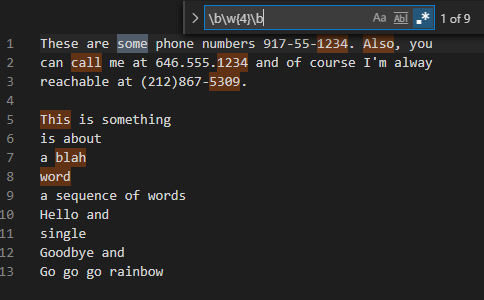 \b\w{4}\b Aa Abl .* 1 of 9
1 These are some phone numbers 917-55-1234. Also, you
2 can call me at 646.555.1234 and of course I'm alway
3 reachable at (212)867-5309.
4
5 This is something
6 is about
7 a blah
8 word
9 a sequence of words
10 Hello and
11 single
12 Goodbye and
13 Go go go rainbow